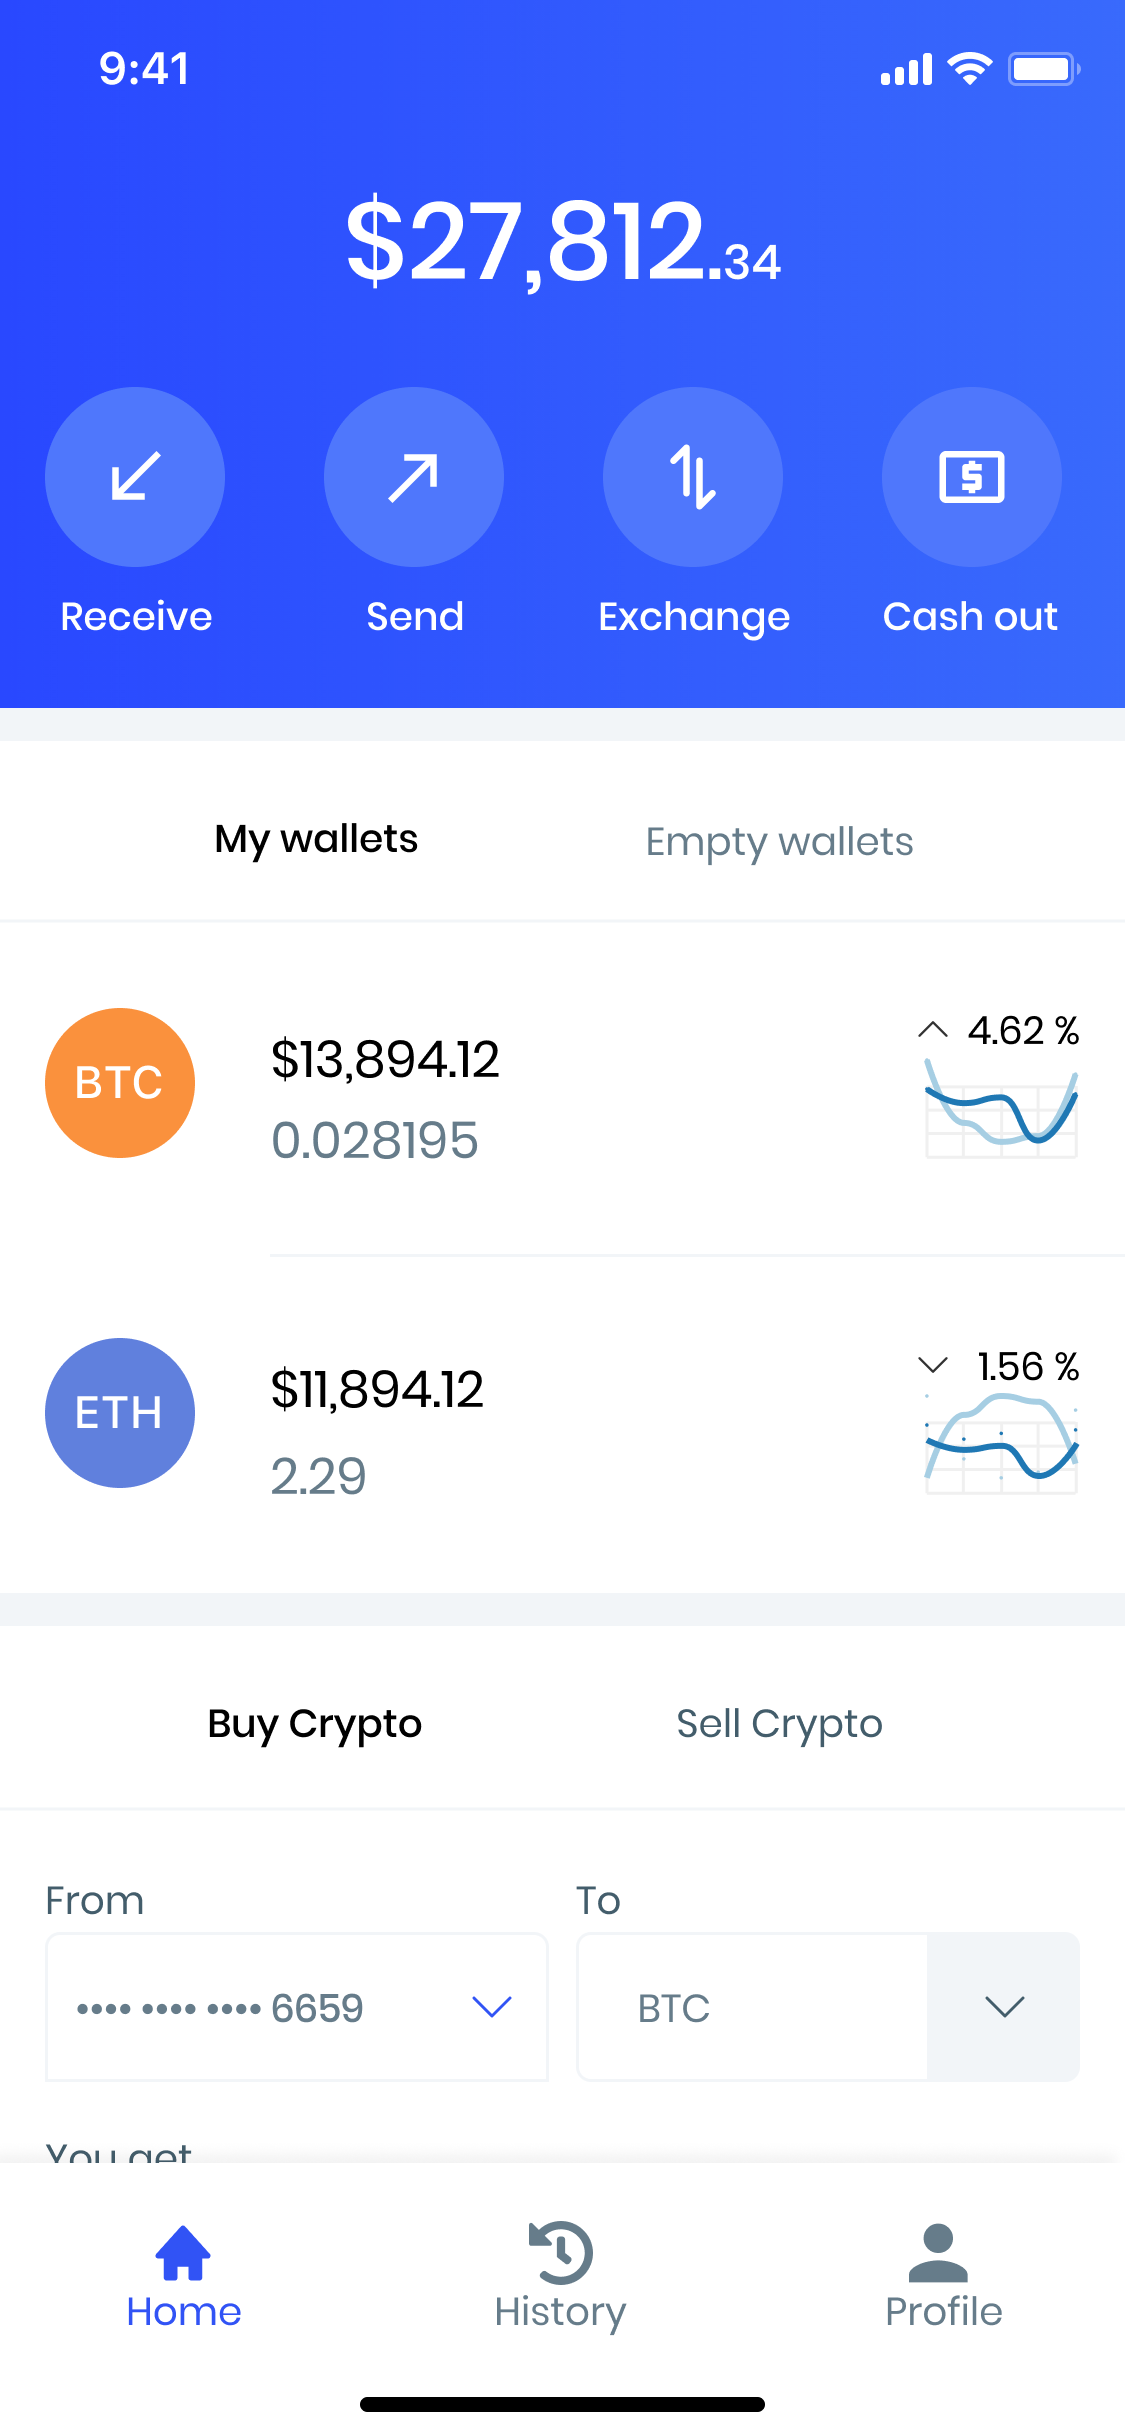 9:41
$27,812.34
Receive Send Exchange Cash out
My wallets Empty wallets
BTC
$13,894.12
0.028195
4.62 %
ETH
$11,894.12
2.29
1.56 %
Buy Crypto Sell Crypto
From To
•••• •••• •••• 6659
BTC
You get
Home History Profile